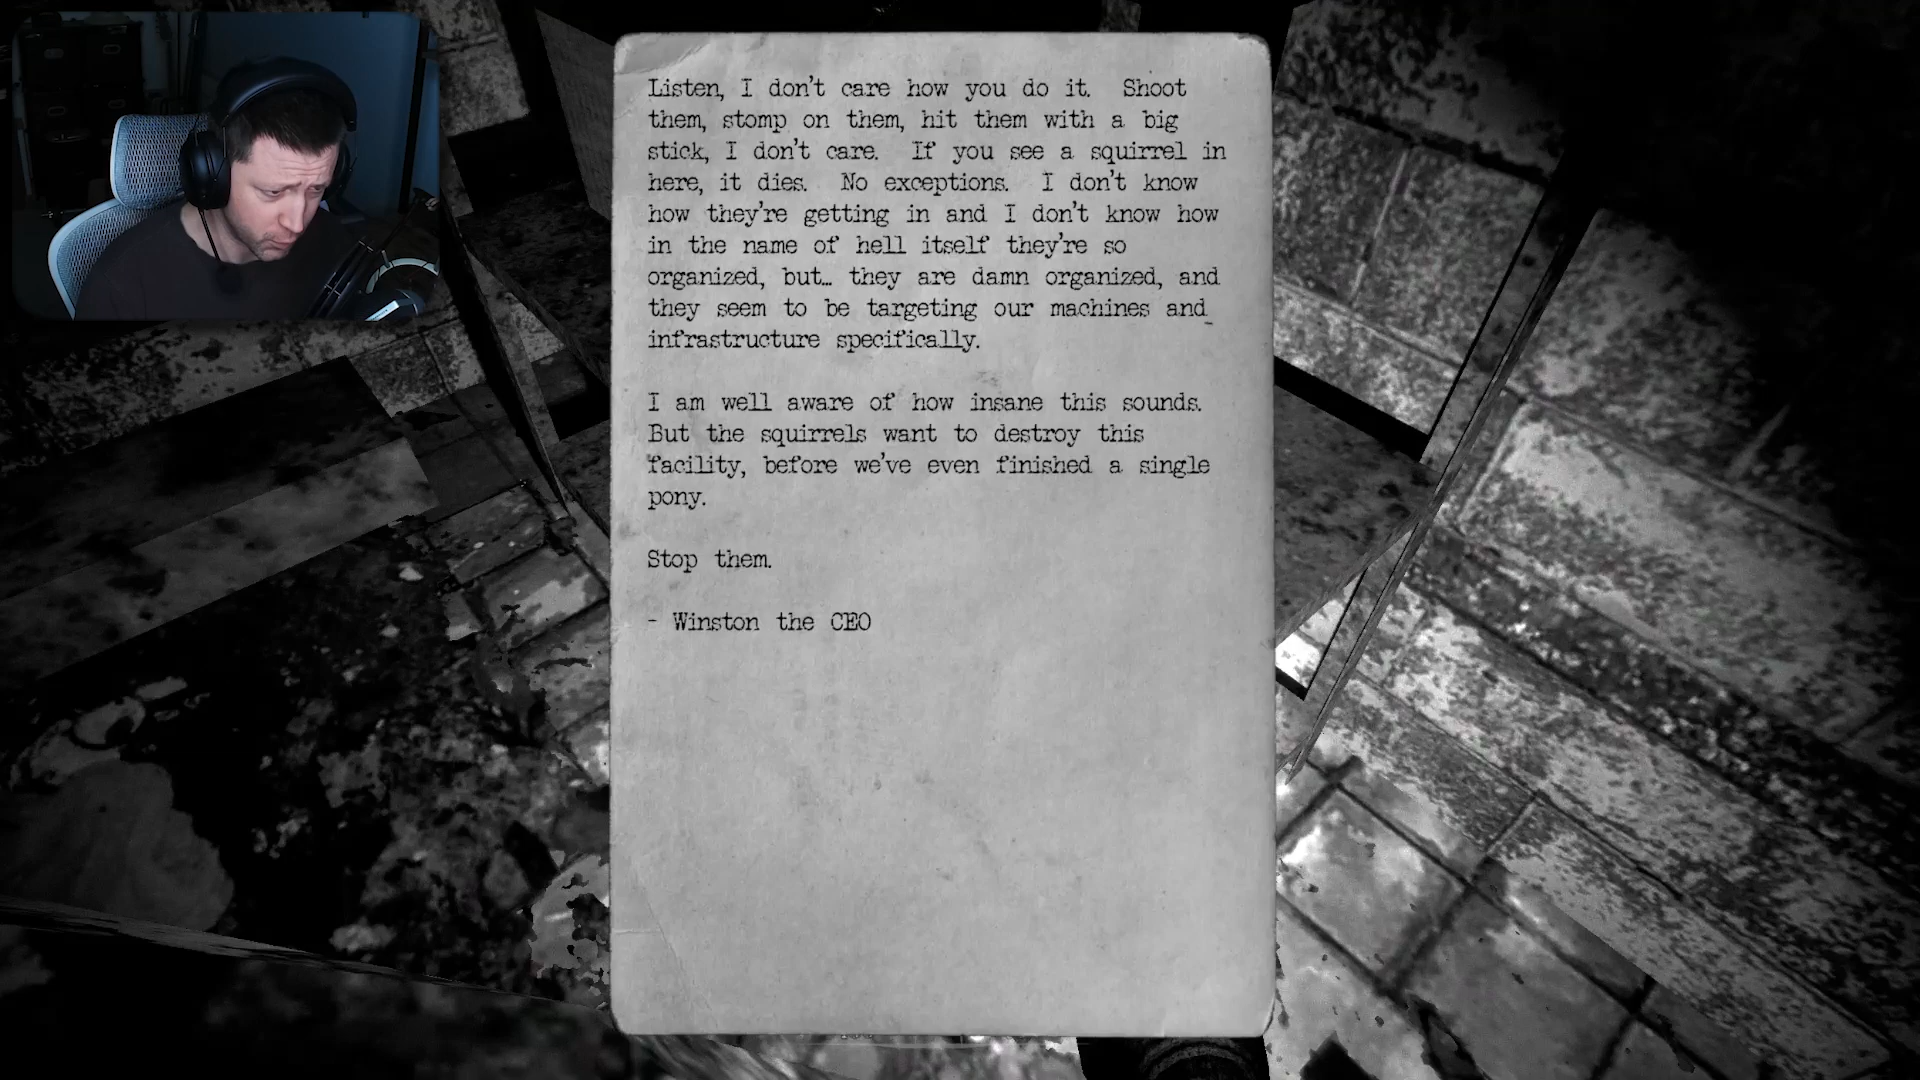 Listen, I don't care how you do it.  Shoot
them, stomp on them, hit them with a big
stick, I don't care.  If you see a squirrel in
here, it dies.  No exceptions.  I don't know
how they're getting in and I don't know how
in the name of hell itself they're so
organized, but… they are damn organized, and
they seem to be targeting our machines and
infrastructure specifically.
I am well aware of how insane this sounds.
But the squirrels want to destroy this
facility, before we've even finished a single
pony.
Stop them.
- Winston the CEO